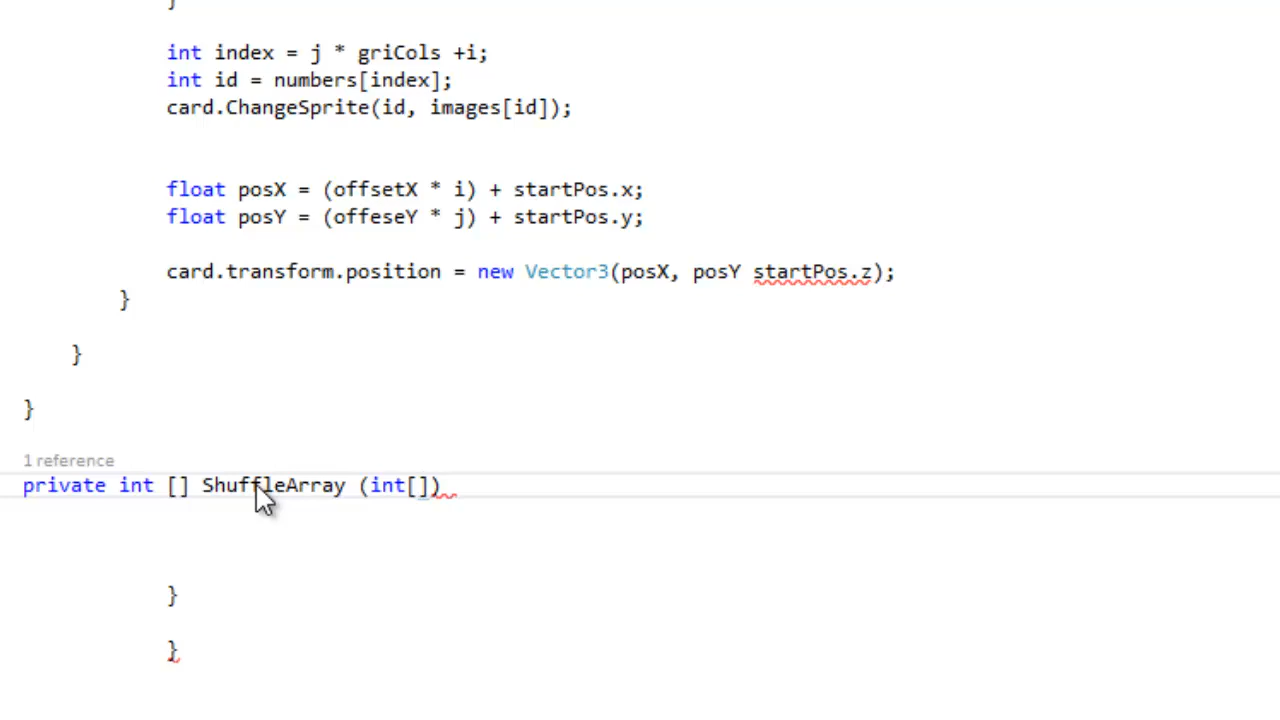 }
int index = j * griCols +i;
int id = numbers[index];
card.ChangeSprite(id, images[id]);
float posX = (offsetX * i) + startPos.x;
float posY = (offeseY * j) + startPos.y;
card.transform.position = new Vector3(posX, posY startPos.z);
}
}
}
1 reference
private int [] ShuffleArray (int[])
}
}